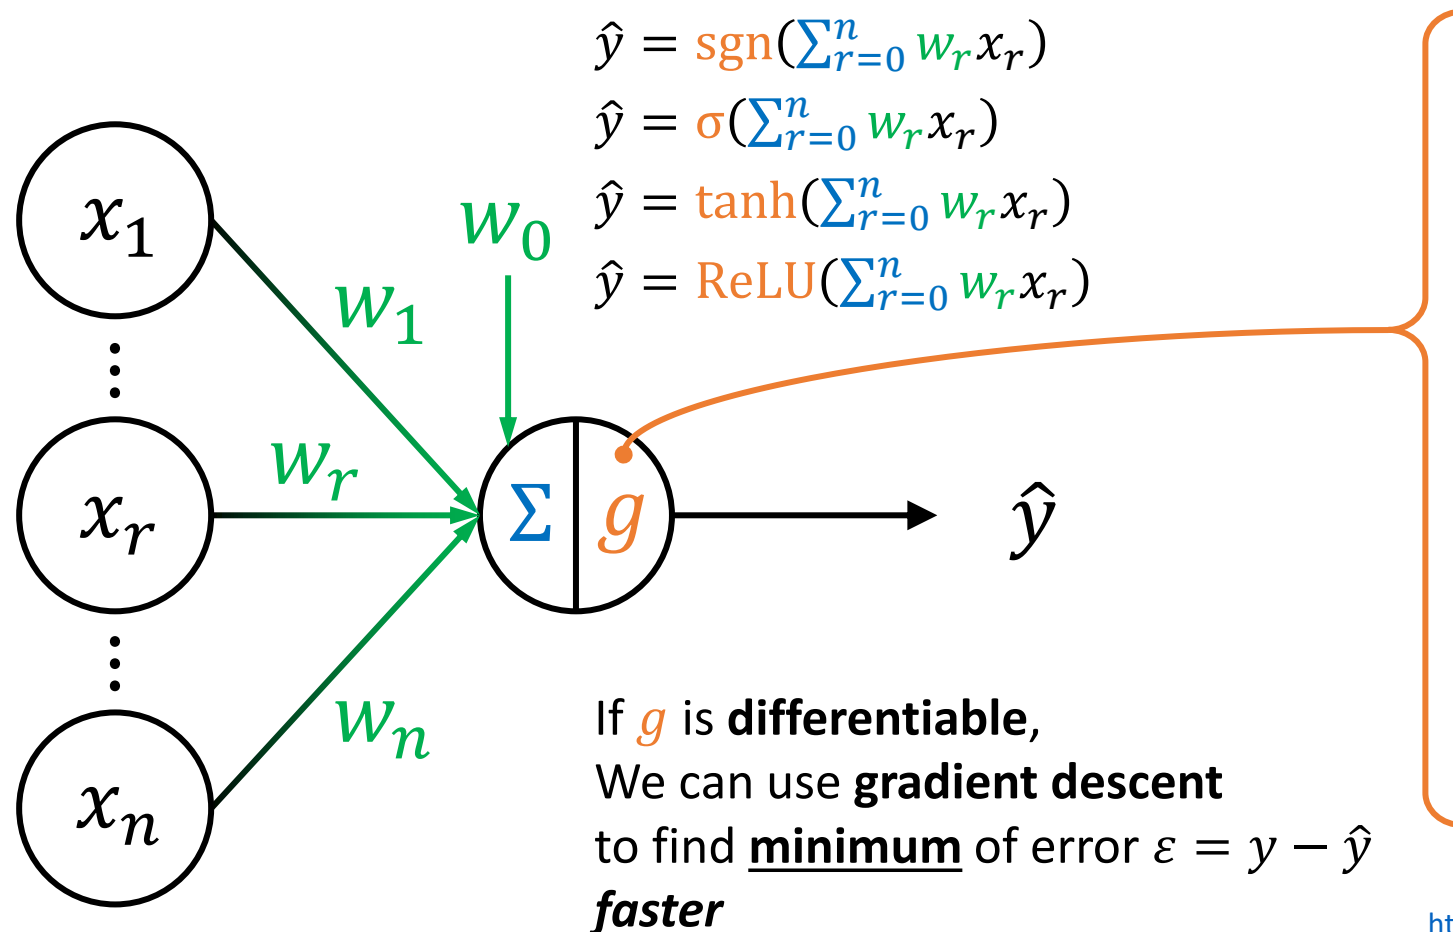 ŷ = sgn(∑ⁿᵣ₌₀ wᵣxᵣ)
ŷ = σ(∑ⁿᵣ₌₀ wᵣxᵣ)
ŷ = tanh(∑ⁿᵣ₌₀ wᵣxᵣ)
ŷ = ReLU(∑ⁿᵣ₌₀ wᵣxᵣ)
x₁
w₀
w₁
wᵣ
xᵣ
Σ g
ŷ
wₙ
xₙ
If g is differentiable,
We can use gradient descent
to find minimum of error ε = y − ŷ
faster
ht